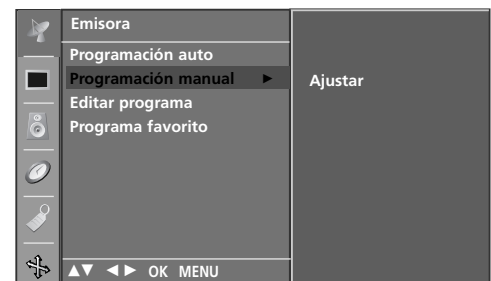 Emisora
Programación auto
Programación manual ►
Ajustar
Editar programa
Programa favorito
▲▼ ◄► OK MENU